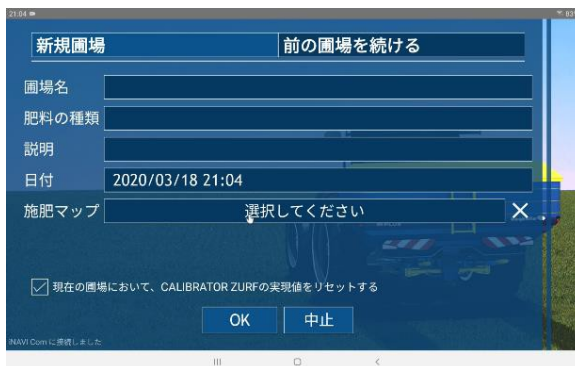 21:04
83
新規圃場
前の圃場を続ける
圃場名
肥料の種類
説明
日付 2020/03/18 21:04
施肥マップ 選択してください
現在の圃場において、CALIBRATOR ZURFの実現値をリセットする
OK 中止
iNAVI Comに接続しました